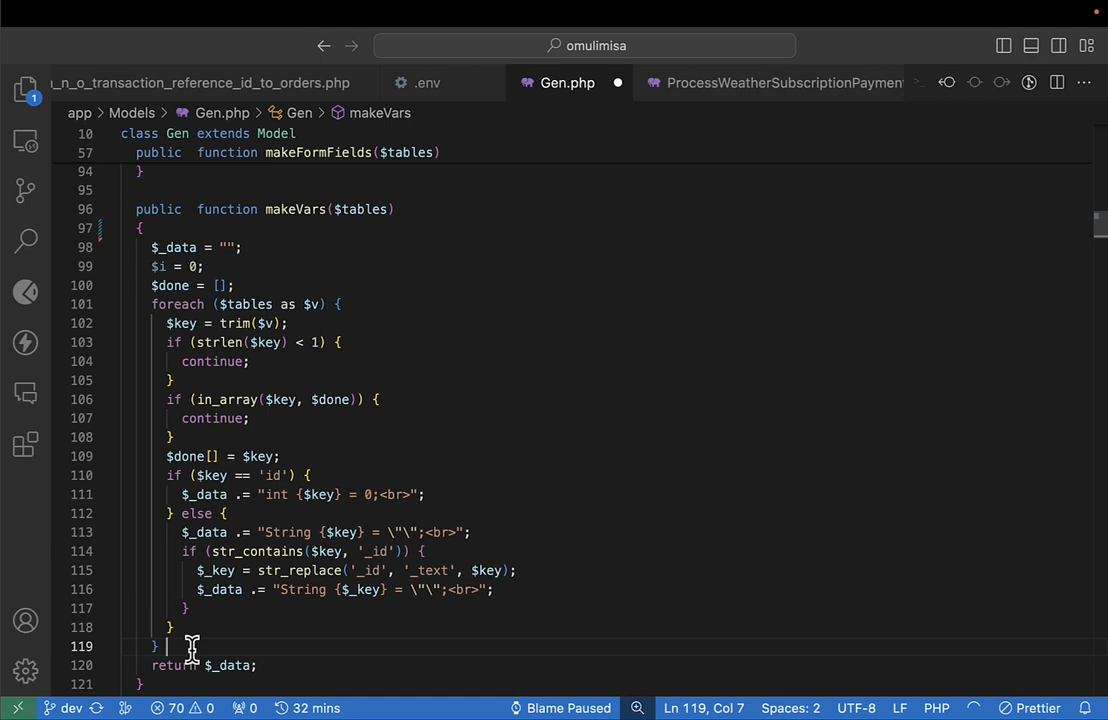 omulimisa
_n_o_transaction_reference_id_to_orders.php .env Gen.php ProcessWeatherSubscriptionPaymen
1
app > Models > Gen.php > Gen > makeVars
10 class Gen extends Model
57 public function makeFormFields($tables)
94 }
95
96 public function makeVars($tables)
97 {
98 $_data = "";
99 $i = 0;
100 $done = [];
101 foreach ($tables as $v) {
102 $key = trim($v);
103 if (strlen($key) < 1) {
104 continue;
105 }
106 if (in_array($key, $done)) {
107 continue;
108 }
109 $done[] = $key;
110 if ($key == 'id') {
111 $_data .= "int {$key} = 0;<br>";
112 } else {
113 $_data .= "String {$key} = \"\";<br>";
114 if (str_contains($key, '_id')) {
115 $_key = str_replace('_id', '_text', $key);
116 $_data .= "String {$_key} = \"\";<br>";
117 }
118 }
119 }
120 return $_data;
121 }
dev 70 0 0 32 mins Blame Paused Ln 119, Col 7 Spaces: 2 UTF-8 LF PHP Prettier